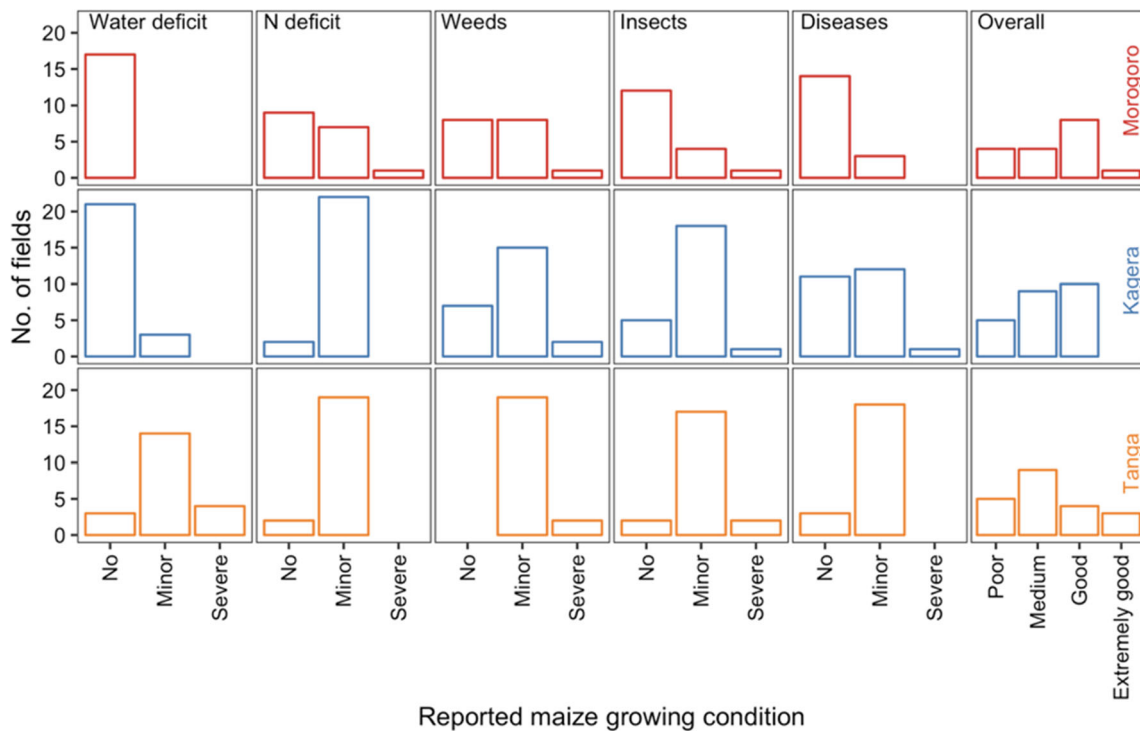 Water deficit N deficit Weeds Insects Diseases Overall
20
15
10
5
0
Morogoro
20
15
10
5
0
Kagera
20
15
10
5
0
Tanga
No. of fields
No Minor Severe No Minor Severe No Minor Severe No Minor Severe No Minor Severe Poor Medium Good Extremely good
Reported maize growing condition